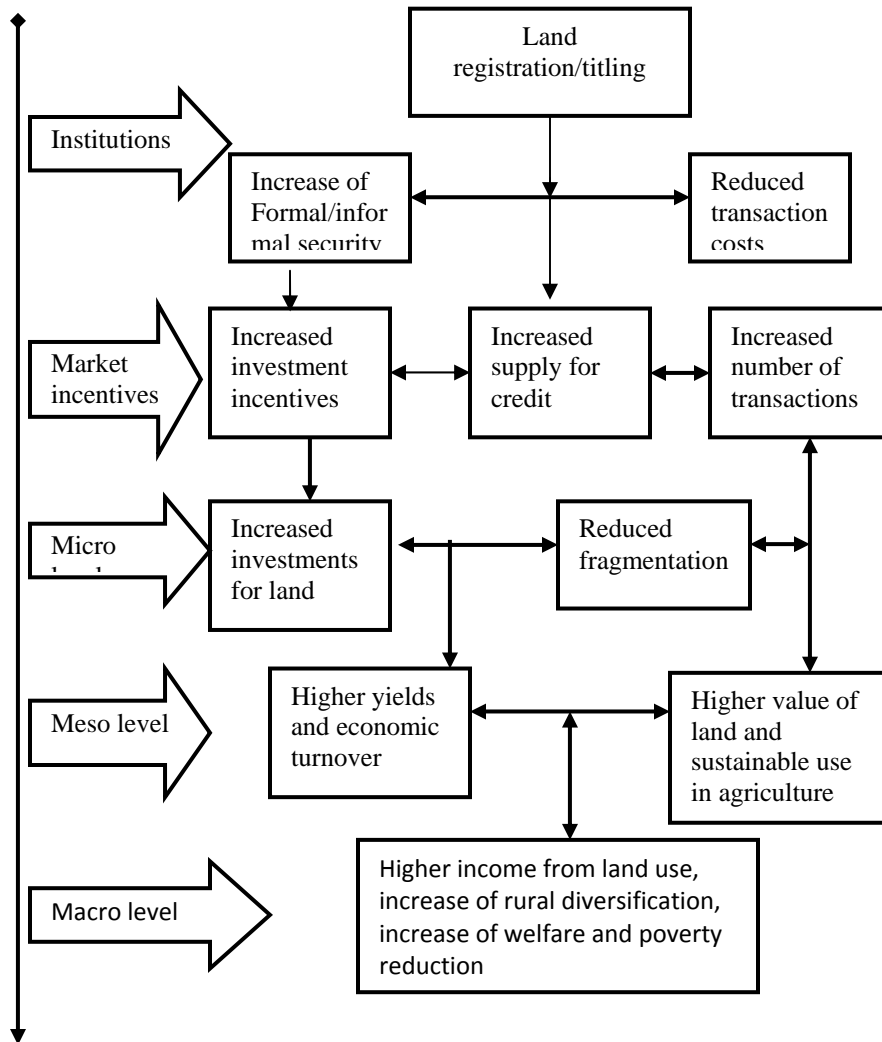 Land
registration/titling
Institutions
Increase of
Formal/infor
mal security
Reduced
transaction
costs
Market
incentives
Increased
investment
incentives
Increased
supply for
credit
Increased
number of
transactions
Micro
Increased
investments
for land
Reduced
fragmentation
Meso level
Higher yields
and economic
turnover
Higher value of
land and
sustainable use
in agriculture
Macro level
Higher income from land use,
increase of rural diversification,
increase of welfare and poverty
reduction